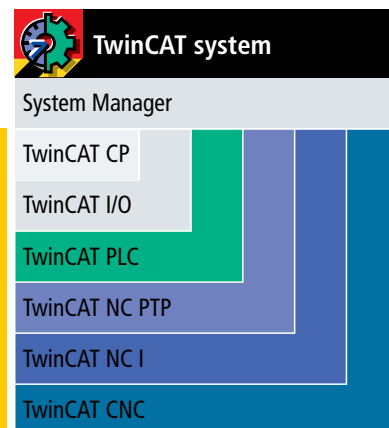 TwinCAT system
System Manager
TwinCAT CP
TwinCAT I/O
TwinCAT PLC
TwinCAT NC PTP
TwinCAT NC I
TwinCAT CNC